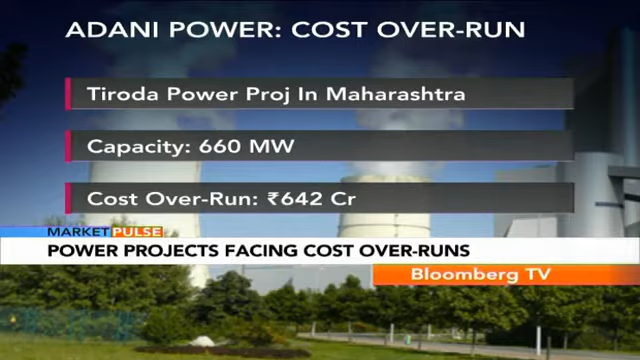 ADANI POWER: COST OVER-RUN
Tiroda Power Proj In Maharashtra
Capacity: 660 MW
Cost Over-Run: ₹642 Cr
MARKET PULSE
POWER PROJECTS FACING COST OVER-RUNS
Bloomberg TV